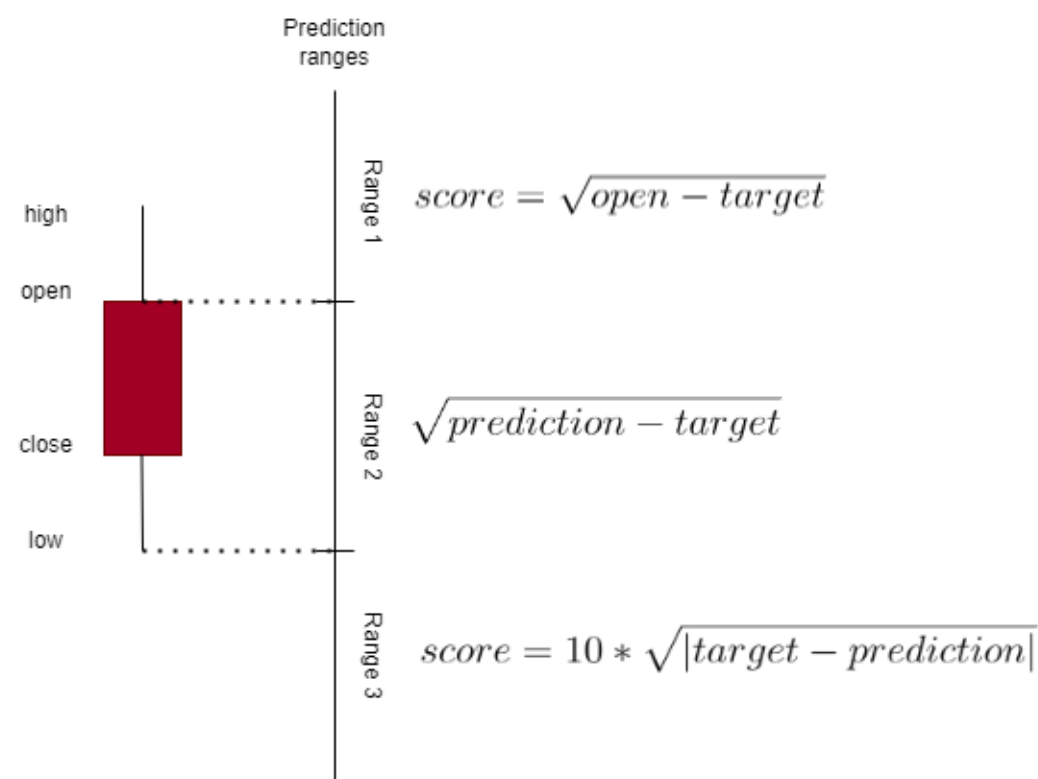 Prediction
ranges
Range 1
score = √open − target
high
open
Range 2
√prediction − target
close
low
Range 3
score = 10 * √|target − prediction|